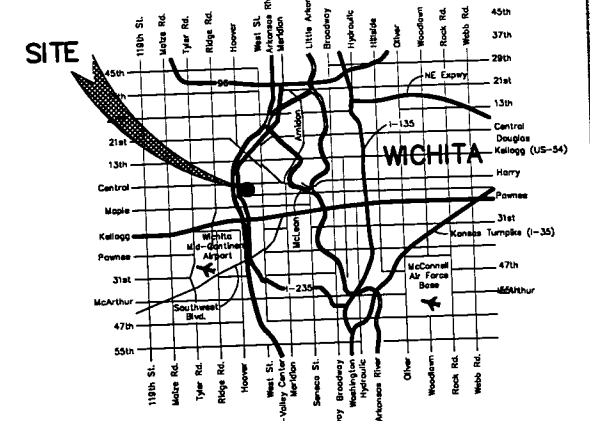 SITE
119th St.
Maize Rd.
Tyler Rd.
Ridge Rd.
Hoover
West St.
Arkansas
Meridian
Little Arkan
Broadway
Hydraulic
Hillside
Oliver
Woodlawn
Rock Rd.
Webb Rd.
45th
37th
29th
21st
13th
Central
Douglas
Kellogg (US-54)
Harry
Pawnee
31st
47th
45th
21st
13th
Central
Maple
Kellogg
Pawnee
31st
McArthur
47th
55th
96
NE Expwy
I-135
Amidon
WICHITA
McLean
Wichita
Mid-Continent
Airport
Kansas Turnpike (I-35)
McConnell
Air Force
Base
I-235
Southwest
Blvd.
119th St.
Maize Rd.
Tyler Rd.
Ridge Rd.
Hoover
West St.
-Valley Center
Meridian
Seneca St.
Broadway
Washington
Hydraulic
Arkansas River
Oliver
Woodlawn
Rock Rd.
Webb Rd.